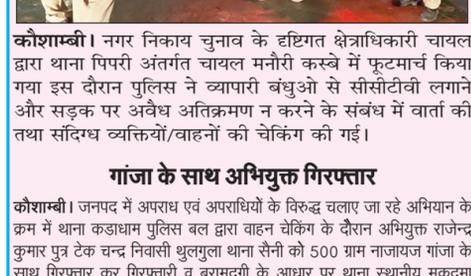 कौशाम्बी। नगर निकाय चुनाव के दृष्टिगत क्षेत्राधिकारी चायल
द्वारा थाना पिपरी अंतर्गत चायल मनौरी कस्बे में फूटमार्च किया
गया इस दौरान पुलिस ने व्यापारी बंधुओ से सीसीटीवी लगाने
और सड़क पर अवैध अतिक्रमण न करने के संबंध में वार्ता की
तथा संदिग्ध व्यक्तियों/वाहनों की चेकिंग की गई।
गांजा के साथ अभियुक्त गिरफ्तार
कौशाम्बी। जनपद में अपराध एवं अपराधियों के विरुद्ध चलाए जा रहे अभियान के
क्रम में थाना कडाधाम पुलिस बल द्वारा वाहन चेकिंग के दौरान अभियुक्त राजेन्द्र
कुमार पुत्र टेक चन्द्र निवासी थुलगुला थाना सैनी को 500 ग्राम नाजायज गांजा के
साथ गिरफ्तार कर गिरफ्तारी व बरामदगी के आधार पर थाना स्थानीय मुकदमा